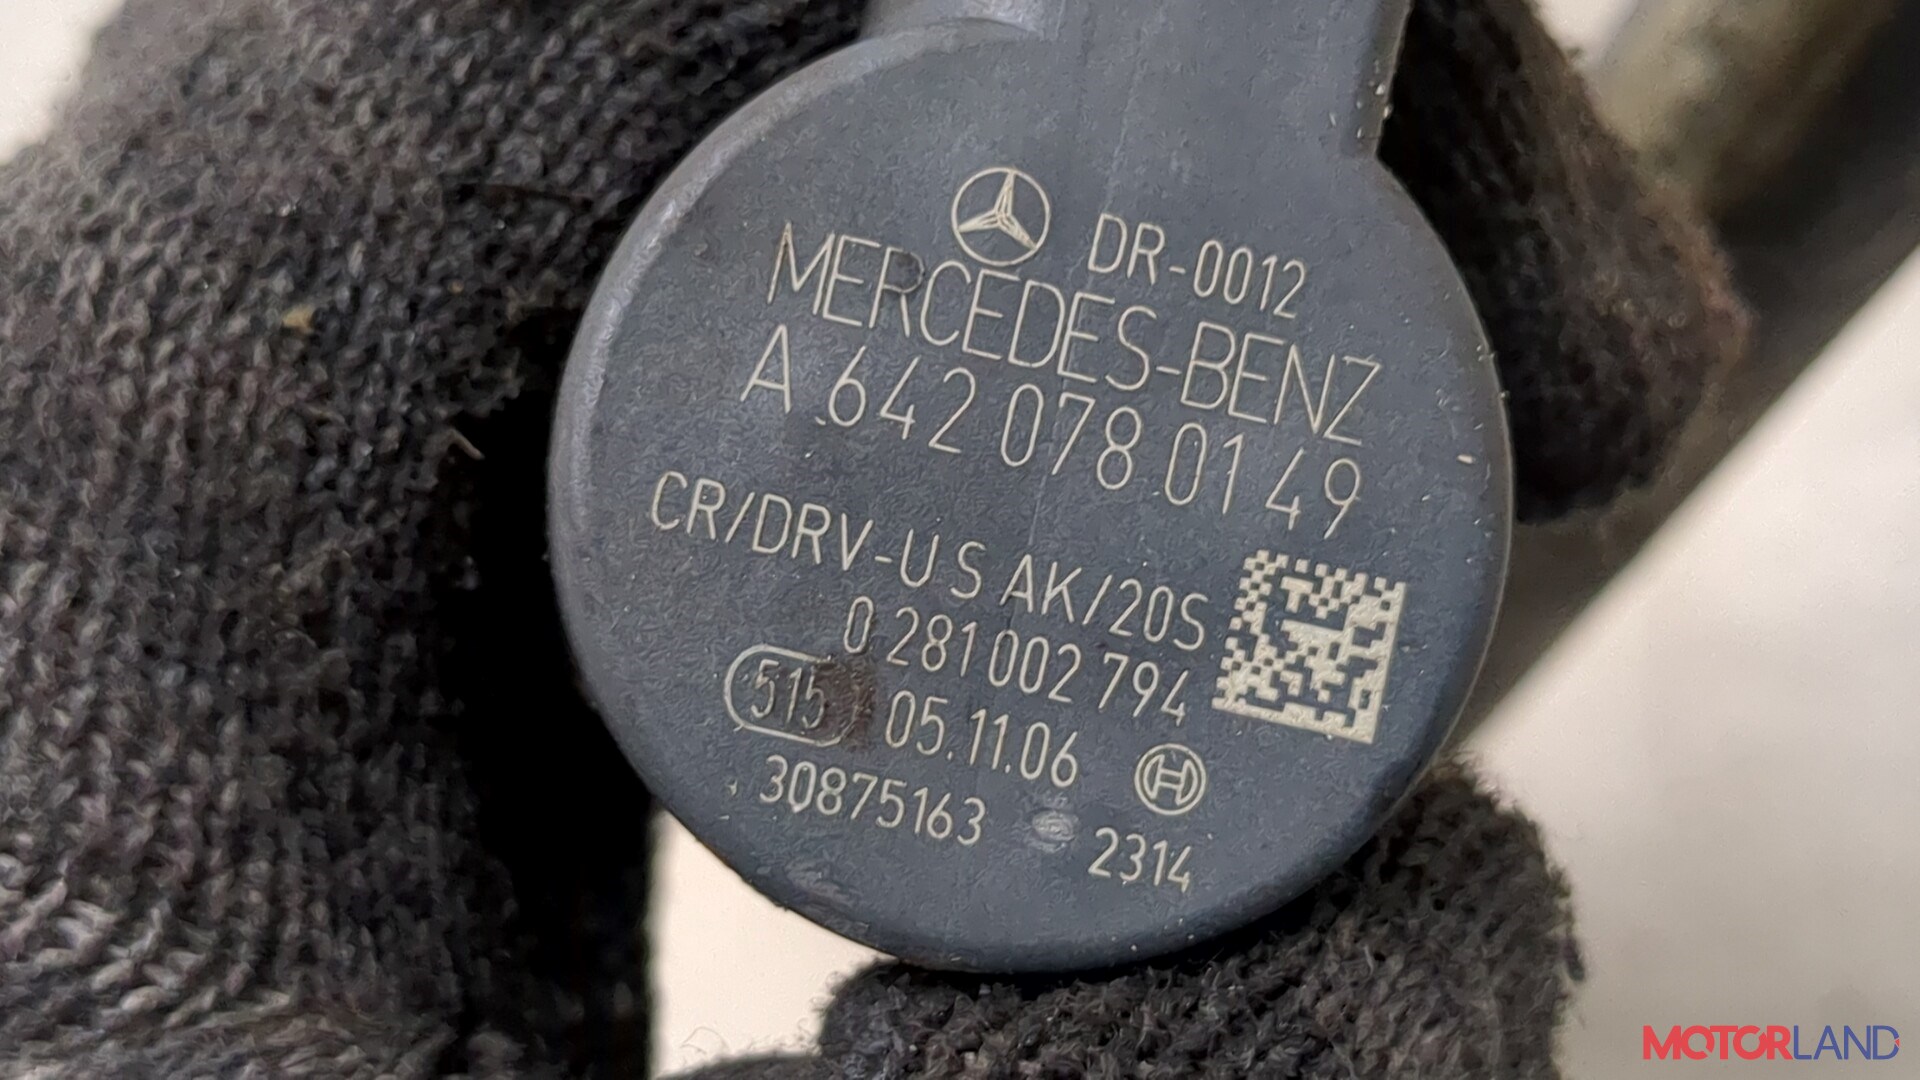 DR-0012
MERCEDES-BENZ
A 642 078 01 49
CR/DRV-U S AK/20S
0 281 002 794
515 05.11.06
30875163 2314
MOTORLAND